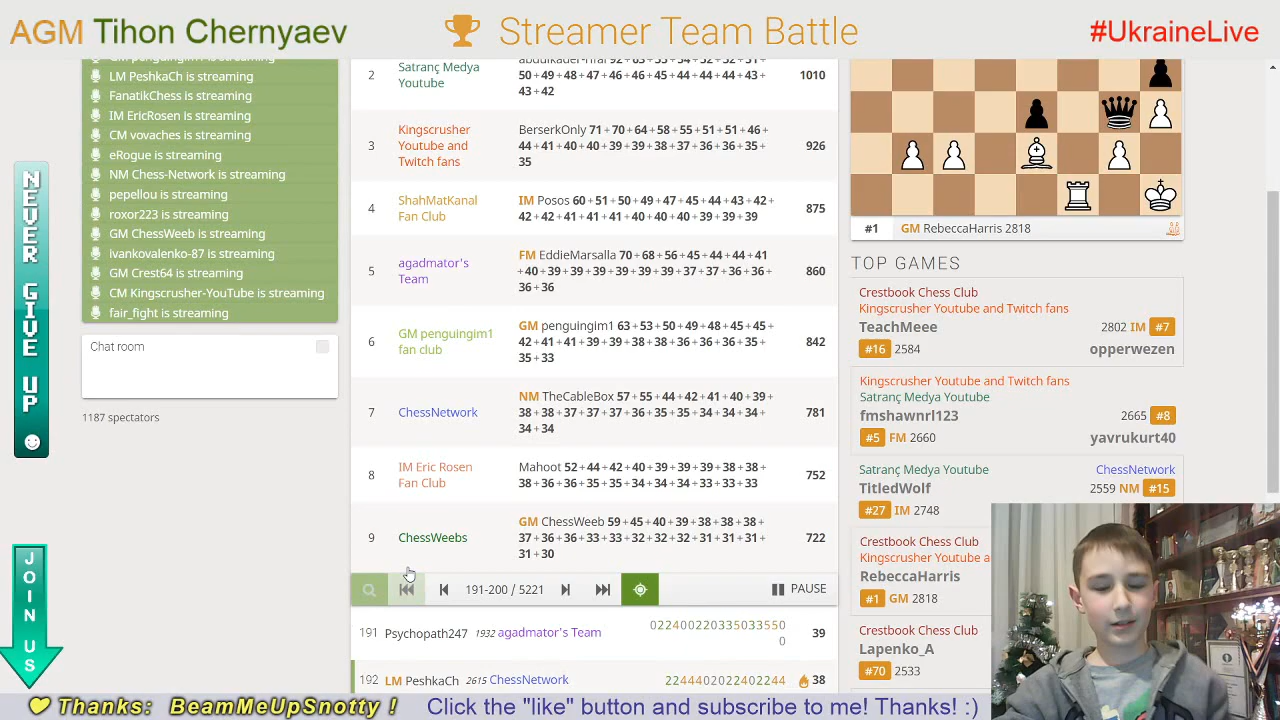 AGM Tihon Chernyaev
Streamer Team Battle
#UkraineLive
LM PeshkaCh is streaming
FanatikChess is streaming
IM EricRosen is streaming
CM vovaches is streaming
eRogue is streaming
NM Chess-Network is streaming
pepellou is streaming
roxor223 is streaming
GM ChessWeeb is streaming
ivankovalenko-87 is streaming
GM Crest64 is streaming
CM Kingscrusher-YouTube is streaming
fair_fight is streaming
Chat room
1187 spectators
NEVER GIVE UP
JOIN US
2 Satranç Medya Youtube 1010
50+49+48+47+46+46+45+44+44+44+43+
43+42
3 Kingscrusher Youtube and Twitch fans
BerserkOnly 71+70+64+58+55+51+51+46+
44+41+40+40+39+39+38+37+36+36+35+
35
926
4 ShahMatKanal Fan Club
IM Posos 60+51+50+49+47+45+44+43+42+
42+42+41+41+41+40+40+40+39+39+39
875
5 agadmator's Team
FM EddieMarsalla 70+68+56+45+44+44+41
+40+39+39+39+39+39+39+37+37+36+36+
36+36
860
6 GM penguingim1 fan club
GM penguingim1 63+53+50+49+48+45+45+
42+41+41+39+39+38+38+36+36+36+35+
35+33
842
7 ChessNetwork
NM TheCableBox 57+55+44+42+41+40+39+
38+38+37+37+37+36+35+35+34+34+34+
34+34
781
8 IM Eric Rosen Fan Club
Mahoot 52+44+42+40+39+39+39+38+38+
38+36+36+35+35+34+34+34+33+33+33
752
9 ChessWeebs
GM ChessWeeb 59+45+40+39+38+38+38+
37+36+36+33+33+32+32+32+31+31+31+
31+30
722
191-200 / 5221
PAUSE
191 Psychopath247 1932 agadmator's Team 022400220335033550
0
39
192 LM PeshkaCh 2615 ChessNetwork 2244402022402244 38
#1 GM RebeccaHarris 2818
TOP GAMES
Crestbook Chess Club
Kingscrusher Youtube and Twitch fans
TeachMeee 2802 IM #7
#16 2584 opperwezen
Kingscrusher Youtube and Twitch fans
Satranç Medya Youtube
fmshawnrl123 2665 #8
#5 FM 2660 yavrukurt40
Satranç Medya Youtube ChessNetwork
TitledWolf 2559 NM #15
#27 IM 2748
Crestbook Chess Club
Kingscrusher Youtube a
RebeccaHarris
#1 GM 2818
Crestbook Chess Club
Lapenko_A
#70 2533
Thanks: BeamMeUpSnotty !
Click the "like" button and subscribe to me! Thanks! :)